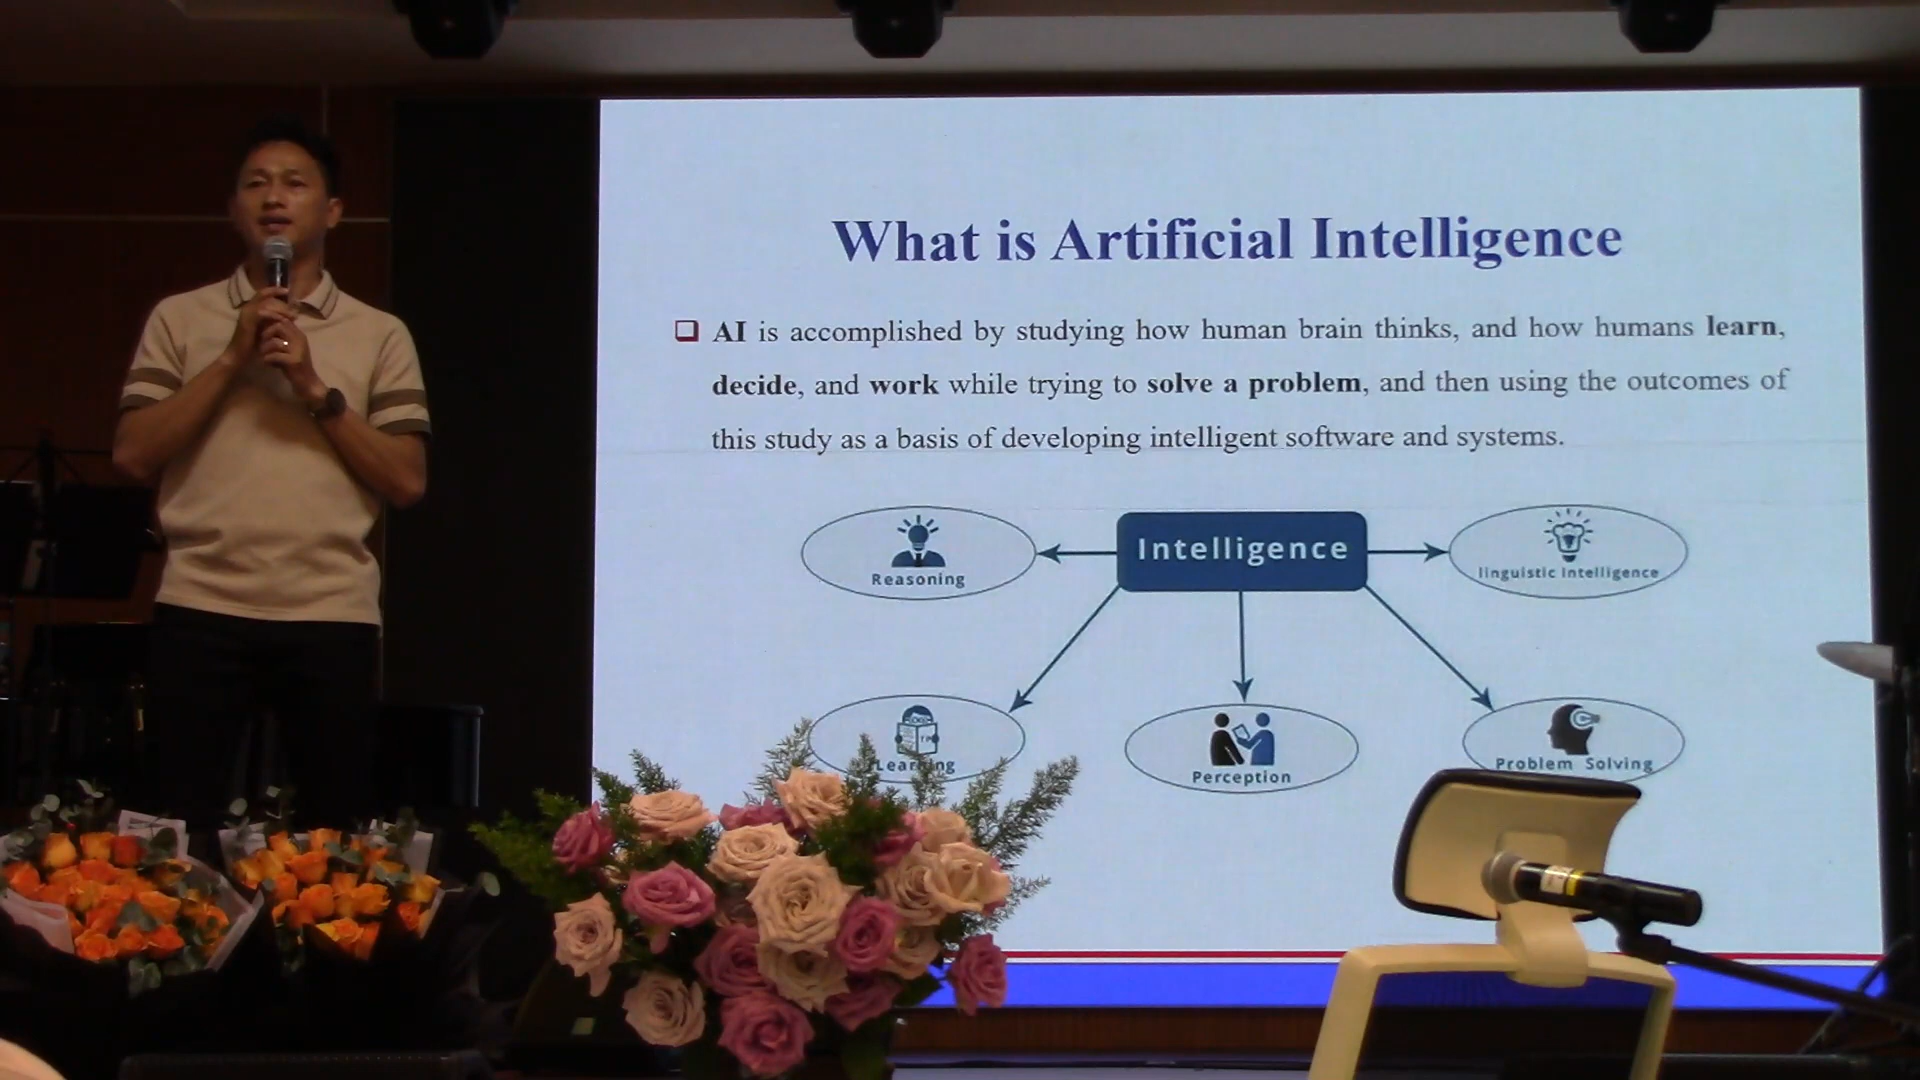 What is Artificial Intelligence
AI is accomplished by studying how human brain thinks, and how humans learn,
decide, and work while trying to solve a problem, and then using the outcomes of
this study as a basis of developing intelligent software and systems.
Intelligence
Reasoning
linguistic Intelligence
Learning
Perception
Problem Solving